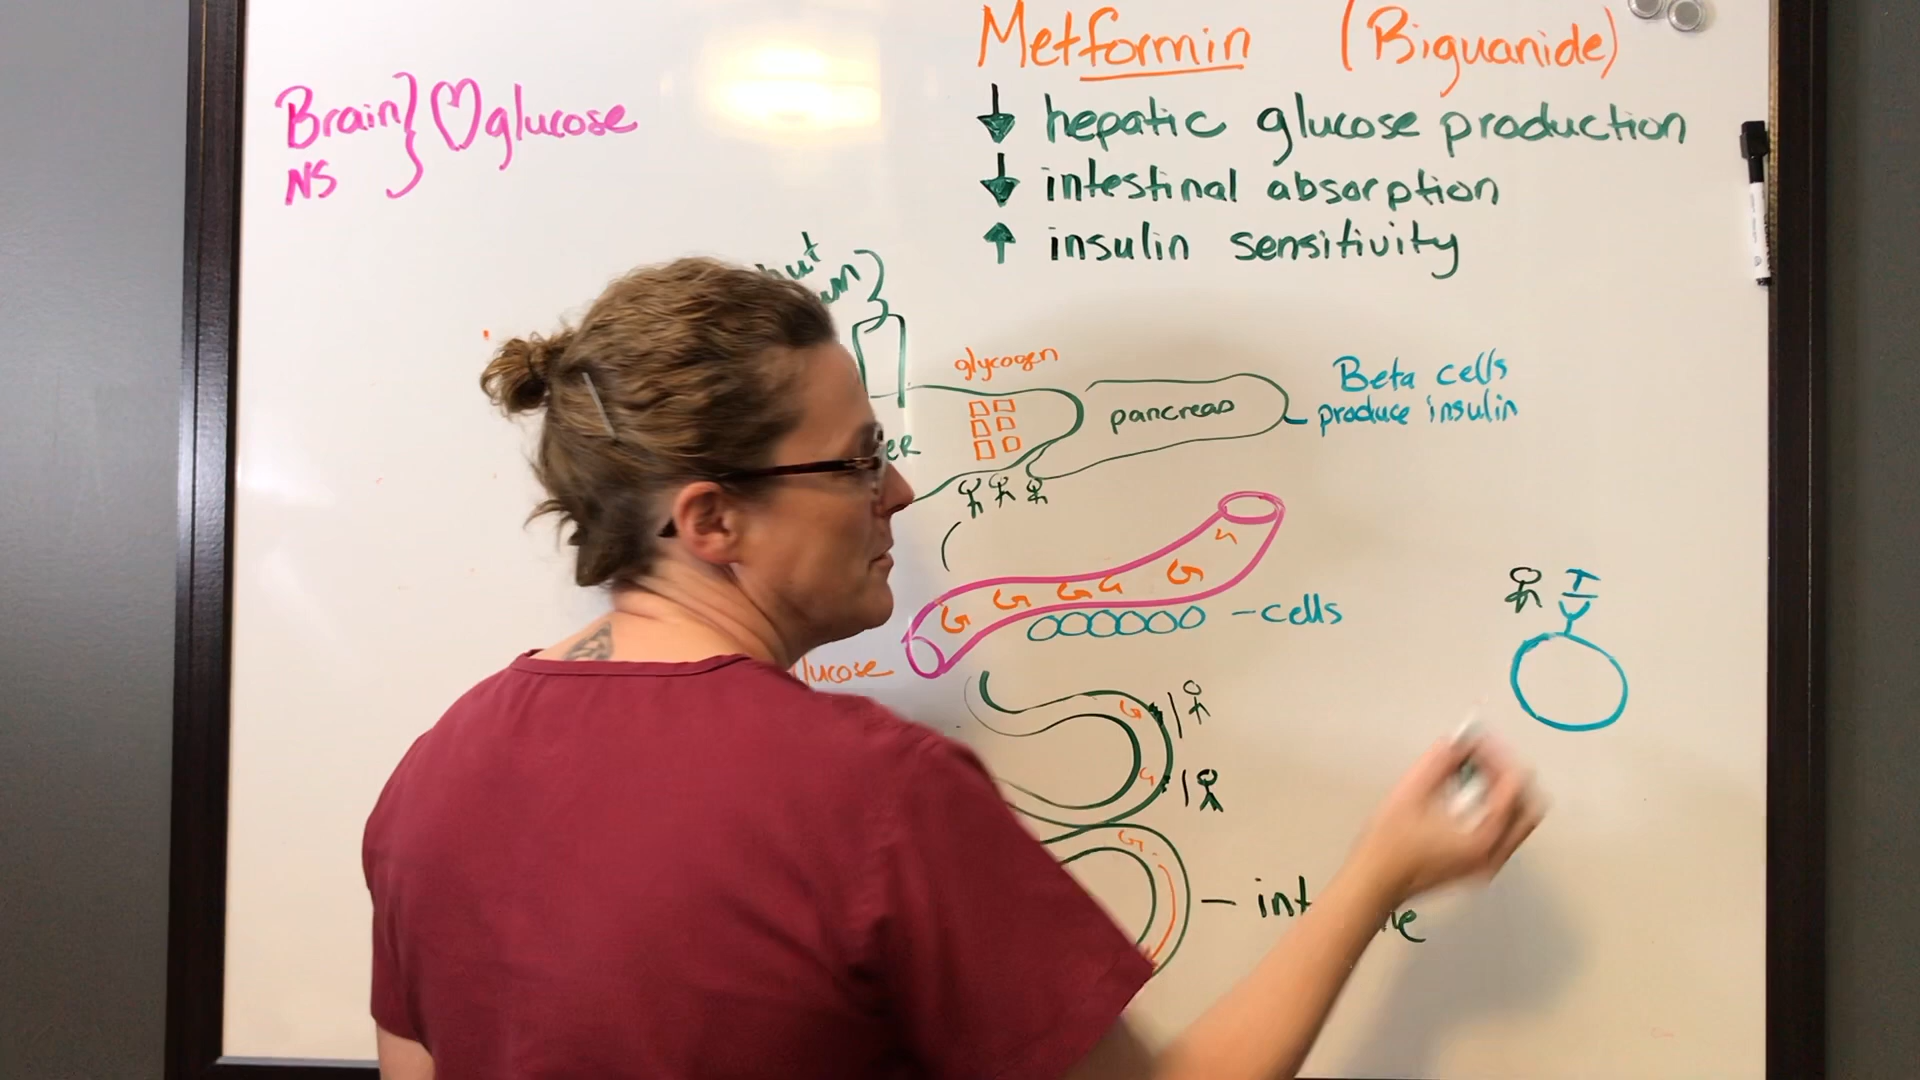 Metformin (Biguanide)
↓ hepatic glucose production
↓ intestinal absorption
↑ insulin sensitivity
Brain } ♡ glucose
NS
glycogen
pancreas
Beta cells
produce insulin
G G G G G G
- cells
G
G
G
I